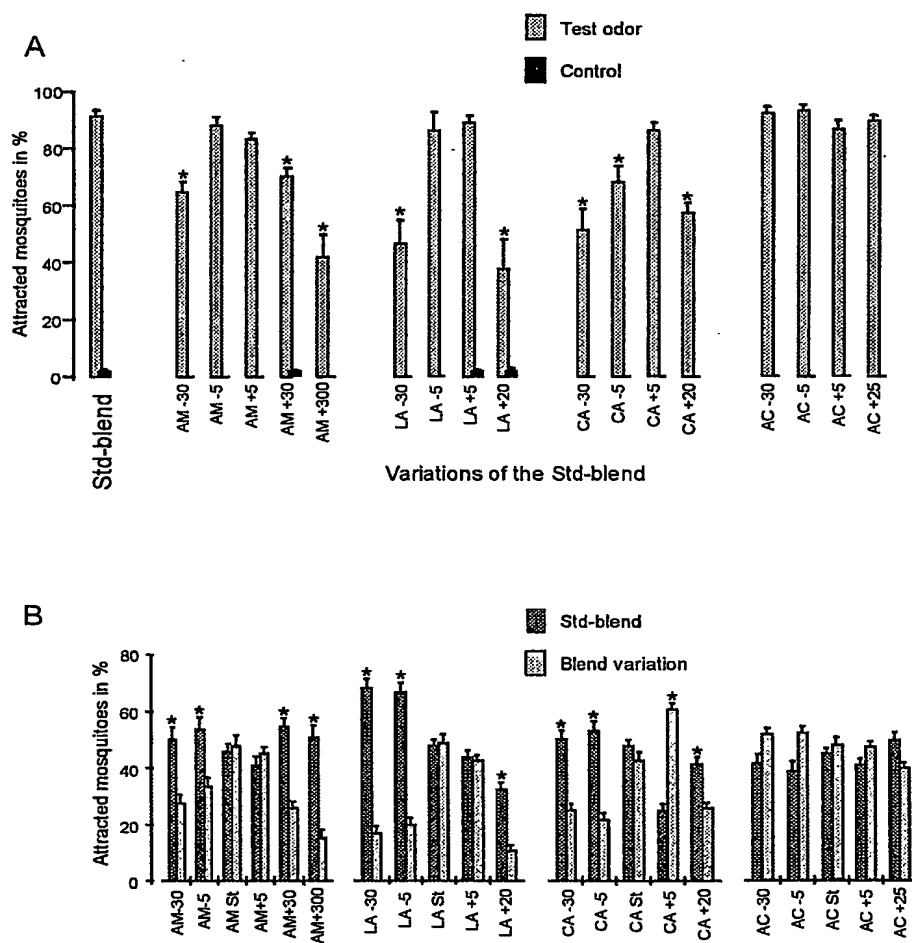 A
Test odor
Control
Attracted mosquitoes in %
100
80
60
40
20
0
Std-blend
AM -30
AM -5
AM +5
AM +30
AM +300
LA -30
LA -5
LA +5
LA +20
CA -30
CA -5
CA +5
CA +20
AC -30
AC -5
AC +5
AC +25
* * * * * * * *
Variations of the Std-blend
B
Std-blend
Blend variation
Attracted mosquitoes in %
80
60
40
20
0
* * * * * * * * * * *
AM-30
AM-5
AM St
AM+5
AM+30
AM+300
LA -30
LA -5
LA St
LA +5
LA +20
CA -30
CA -5
CA St
CA +5
CA +20
AC -30
AC -5
AC St
AC +5
AC +25